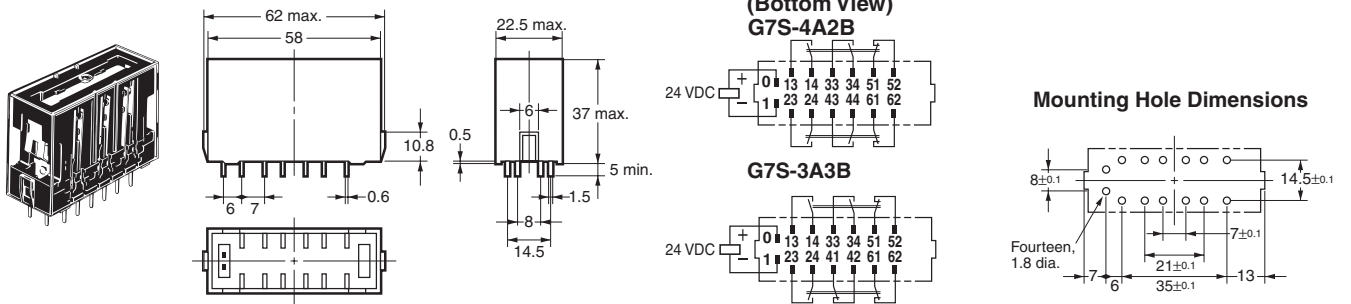 62 max.
58
10.8
6
7
0.6
22.5 max.
6
37 max.
0.5
5 min.
1.5
8
14.5
(Bottom View)
G7S-4A2B
24 VDC
+
−
0
1
13 14 33 34 51 52
23 24 43 44 61 62
G7S-3A3B
24 VDC
+
−
0
1
13 14 33 34 51 52
23 24 41 42 61 62
Mounting Hole Dimensions
8±0.1
14.5±0.1
7±0.1
Fourteen,
1.8 dia.
21±0.1
7
6
35±0.1
13